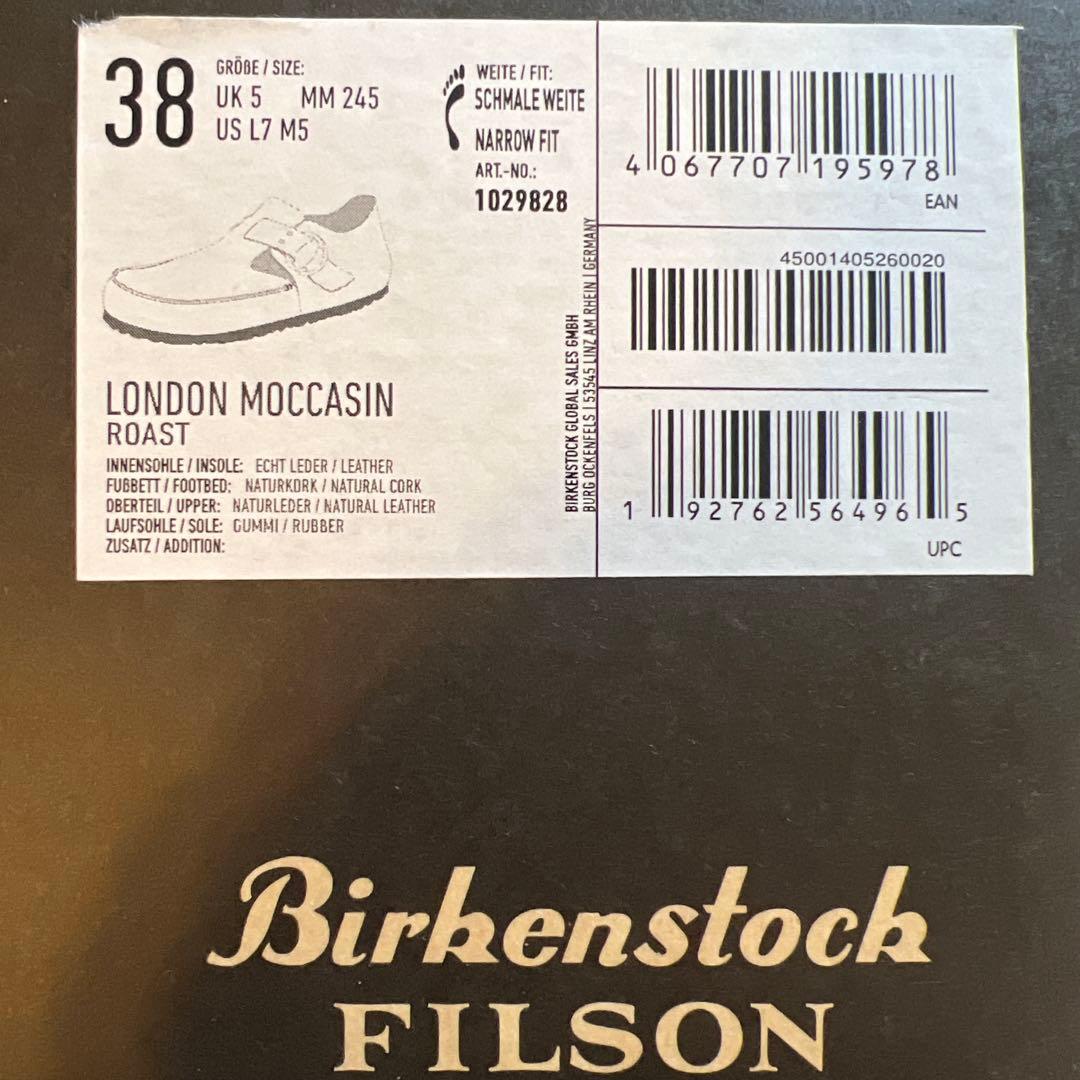 38
GRÖßE / SIZE:
UK 5 MM 245
US L7 M5
WEITE / FIT:
SCHMALE WEITE
NARROW FIT
ART.-NO.:
1029828
LONDON MOCCASIN
ROAST
INNENSOHLE / INSOLE: ECHT LEDER / LEATHER
FUßBETT / FOOTBED: NATURKORK / NATURAL CORK
OBERTEIL / UPPER: NATURLEDER / NATURAL LEATHER
LAUFSOHLE / SOLE: GUMMI / RUBBER
ZUSATZ / ADDITION:
BIRKENSTOCK GLOBAL SALES GMBH
BURG OCKENFELS | 53545 LINZ AM RHEIN | GERMANY
4 067707 195978
EAN
45001405260020
1 92762 56496 5
UPC
Birkenstock
FILSON